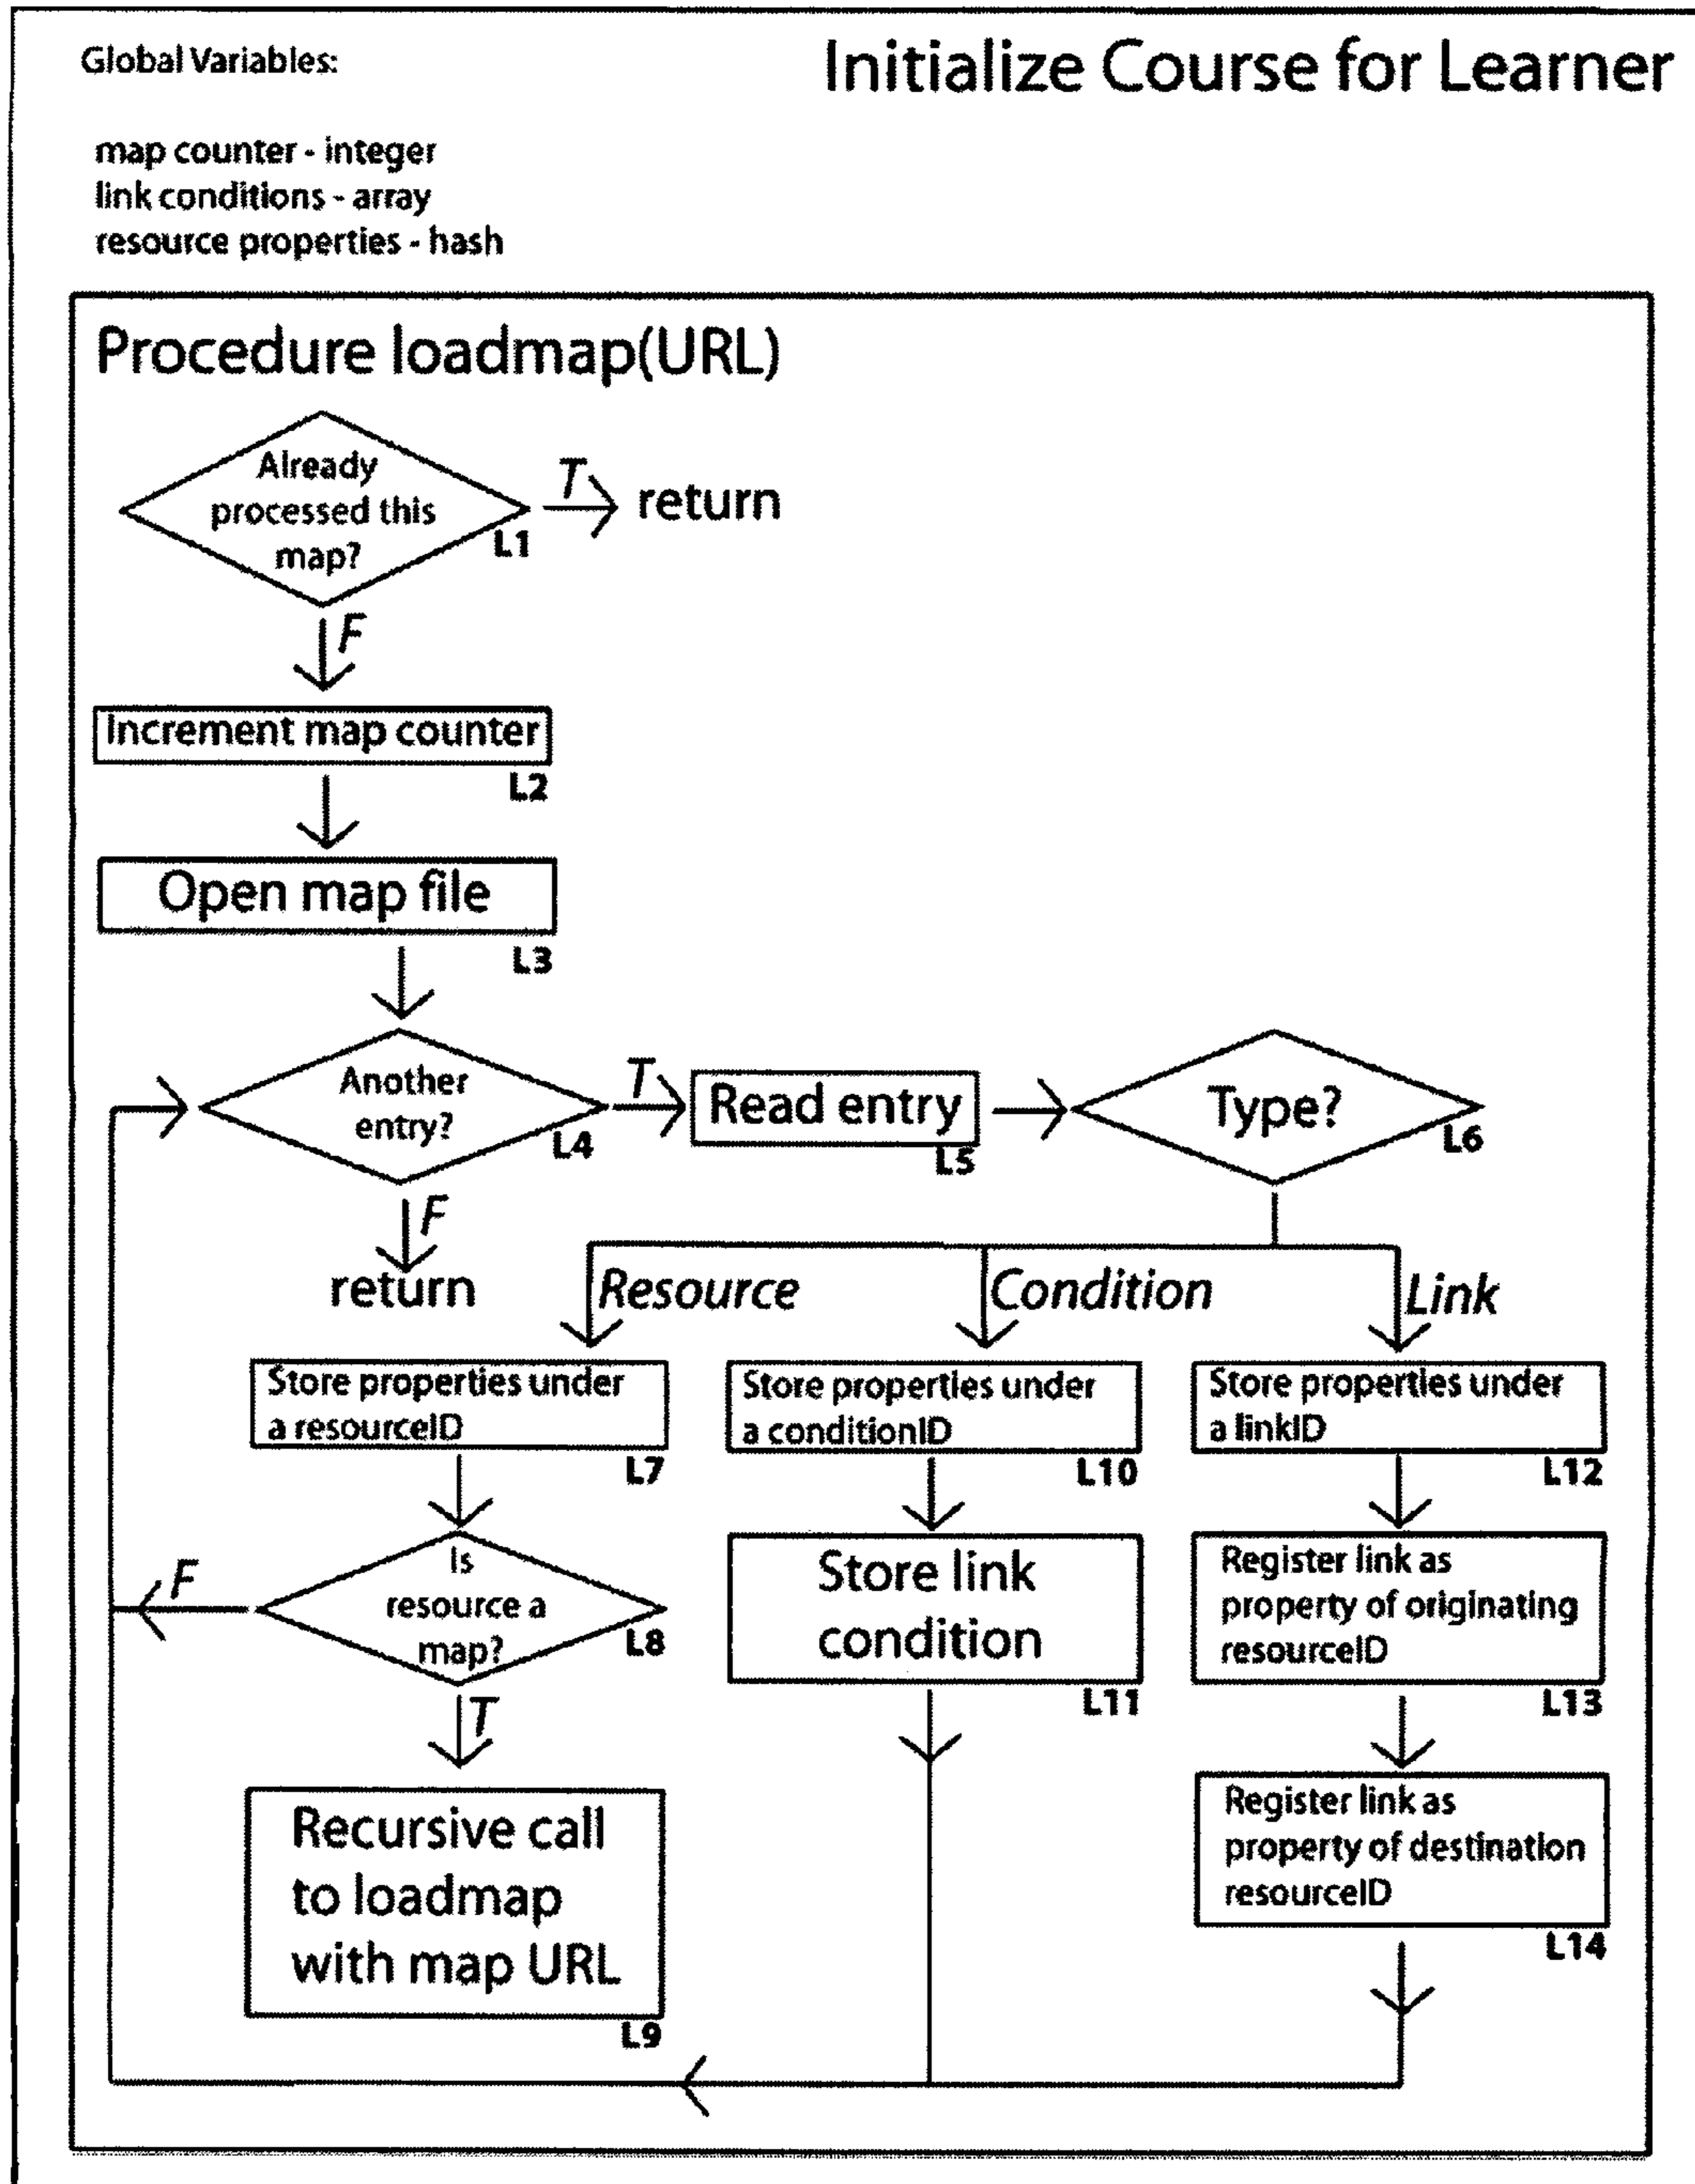 Global Variables:
Initialize Course for Learner
map counter - integer
link conditions - array
resource properties - hash
Procedure loadmap(URL)
Already
processed this
map?
L1
T
return
F
Increment map counter
L2
Open map file
L3
Another
entry?
L4
T
Read entry
L5
Type?
L6
F
return
Resource
Condition
Link
Store properties under
a resourceID
L7
Store properties under
a conditionID
L10
Store properties under
a linkID
L12
Is
resource a
map?
L8
F
T
Store link
condition
L11
Register link as
property of originating
resourceID
L13
Recursive call
to loadmap
with map URL
L9
Register link as
property of destination
resourceID
L14